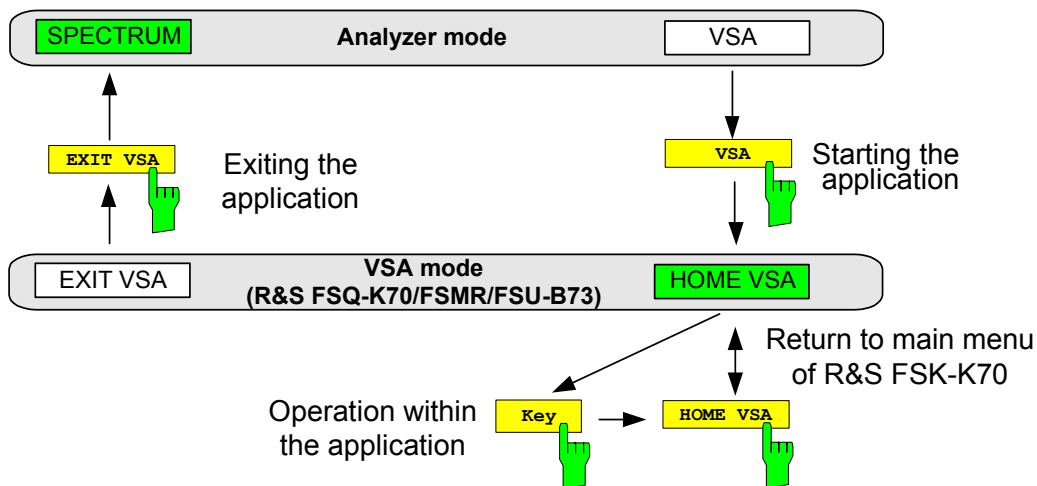 SPECTRUM
Analyzer mode
VSA
EXIT VSA
Exiting the
application
VSA
Starting the
application
EXIT VSA
VSA mode
(R&S FSQ-K70/FSMR/FSU-B73)
HOME VSA
Return to main menu
of R&S FSK-K70
Operation within
the application
Key
HOME VSA